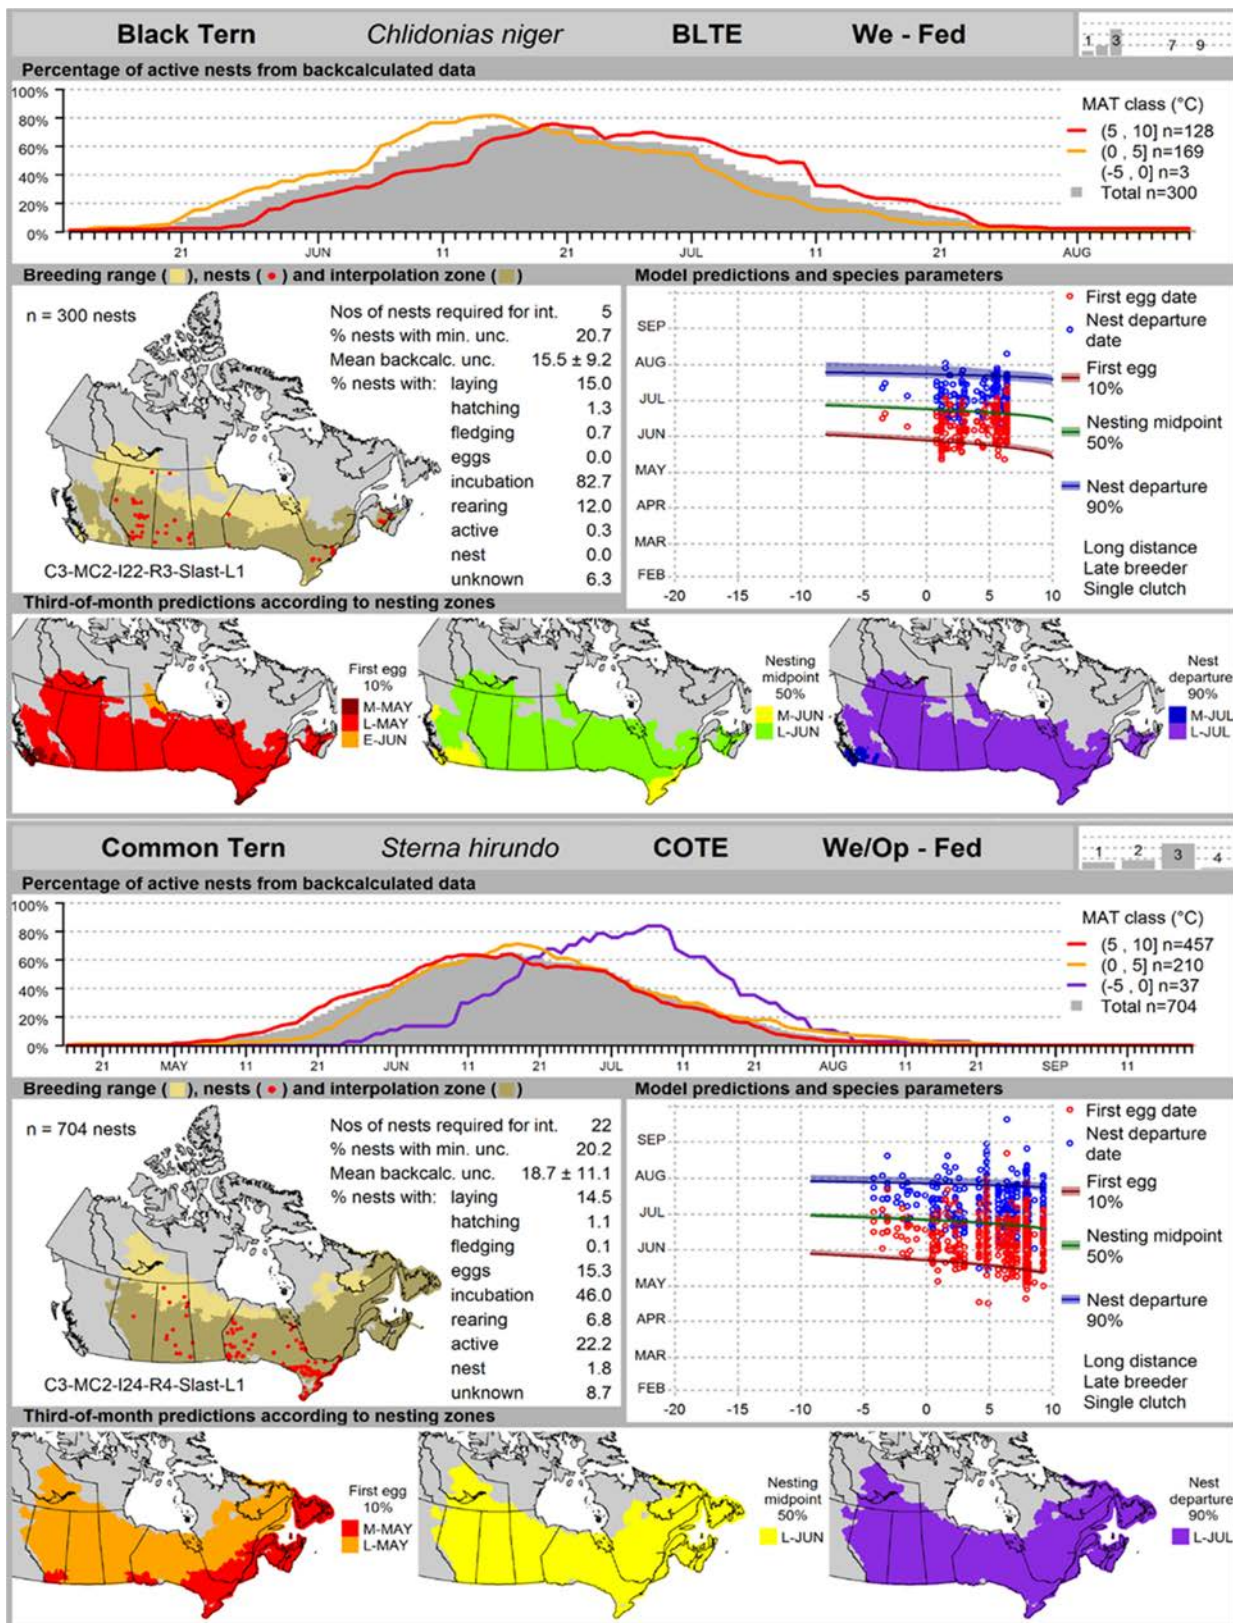 Black Tern Chlidonias niger BLTE We - Fed
1 3 7 9
Percentage of active nests from backcalculated data
100%
80%
60%
40%
20%
0%
21 JUN 11 21 JUL 11 21 AUG
MAT class (°C)
(5 , 10] n=128
(0 , 5] n=169
(-5 , 0] n=3
Total n=300
Breeding range ( ), nests ( ) and interpolation zone ( )
n = 300 nests
Nos of nests required for int. 5
% nests with min. unc. 20.7
Mean backcalc. unc. 15.5 ± 9.2
% nests with: laying 15.0
hatching 1.3
fledging 0.7
eggs 0.0
incubation 82.7
rearing 12.0
active 0.3
nest 0.0
unknown 6.3
C3-MC2-I22-R3-Slast-L1
Model predictions and species parameters
SEP
AUG
JUL
JUN
MAY
APR
MAR
FEB
-20 -15 -10 -5 0 5 10
First egg date
Nest departure
date
First egg
10%
Nesting midpoint
50%
Nest departure
90%
Long distance
Late breeder
Single clutch
Third-of-month predictions according to nesting zones
First egg
10%
M-MAY
L-MAY
E-JUN
Nesting
midpoint
50%
M-JUN
L-JUN
Nest
departure
90%
M-JUL
L-JUL
Common Tern Sterna hirundo COTE We/Op - Fed
1 2 3 4
Percentage of active nests from backcalculated data
100%
80%
60%
40%
20%
0%
21 MAY 11 21 JUN 11 21 JUL 11 21 AUG 11 21 SEP 11
MAT class (°C)
(5 , 10] n=457
(0 , 5] n=210
(-5 , 0] n=37
Total n=704
Breeding range ( ), nests ( ) and interpolation zone ( )
n = 704 nests
Nos of nests required for int. 22
% nests with min. unc. 20.2
Mean backcalc. unc. 18.7 ± 11.1
% nests with: laying 14.5
hatching 1.1
fledging 0.1
eggs 15.3
incubation 46.0
rearing 6.8
active 22.2
nest 1.8
unknown 8.7
C3-MC2-I24-R4-Slast-L1
Model predictions and species parameters
SEP
AUG
JUL
JUN
MAY
APR
MAR
FEB
-20 -15 -10 -5 0 5 10
First egg date
Nest departure
date
First egg
10%
Nesting midpoint
50%
Nest departure
90%
Long distance
Late breeder
Single clutch
Third-of-month predictions according to nesting zones
First egg
10%
M-MAY
L-MAY
Nesting
midpoint
50%
L-JUN
Nest
departure
90%
L-JUL